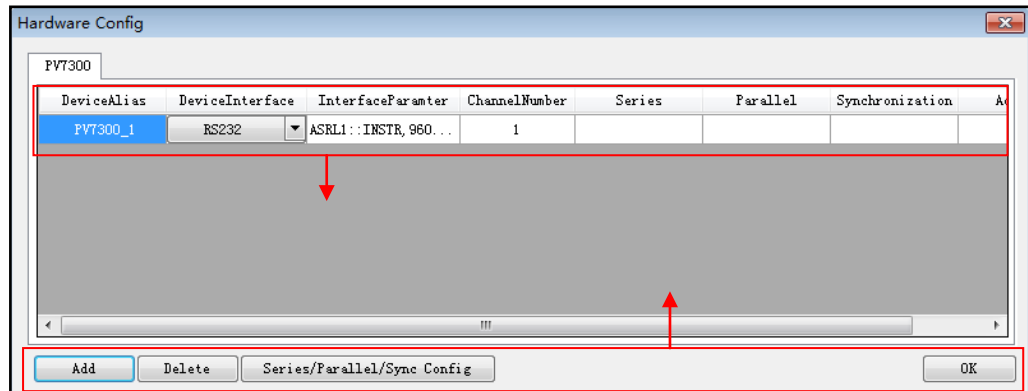 Hardware Config
PV7300
DeviceAlias DeviceInterface InterfaceParamter ChannelNumber Series Parallel Synchronization
PV7300_1 RS232 ASRL1::INSTR,960... 1
Add Delete Series/Parallel/Sync Config OK